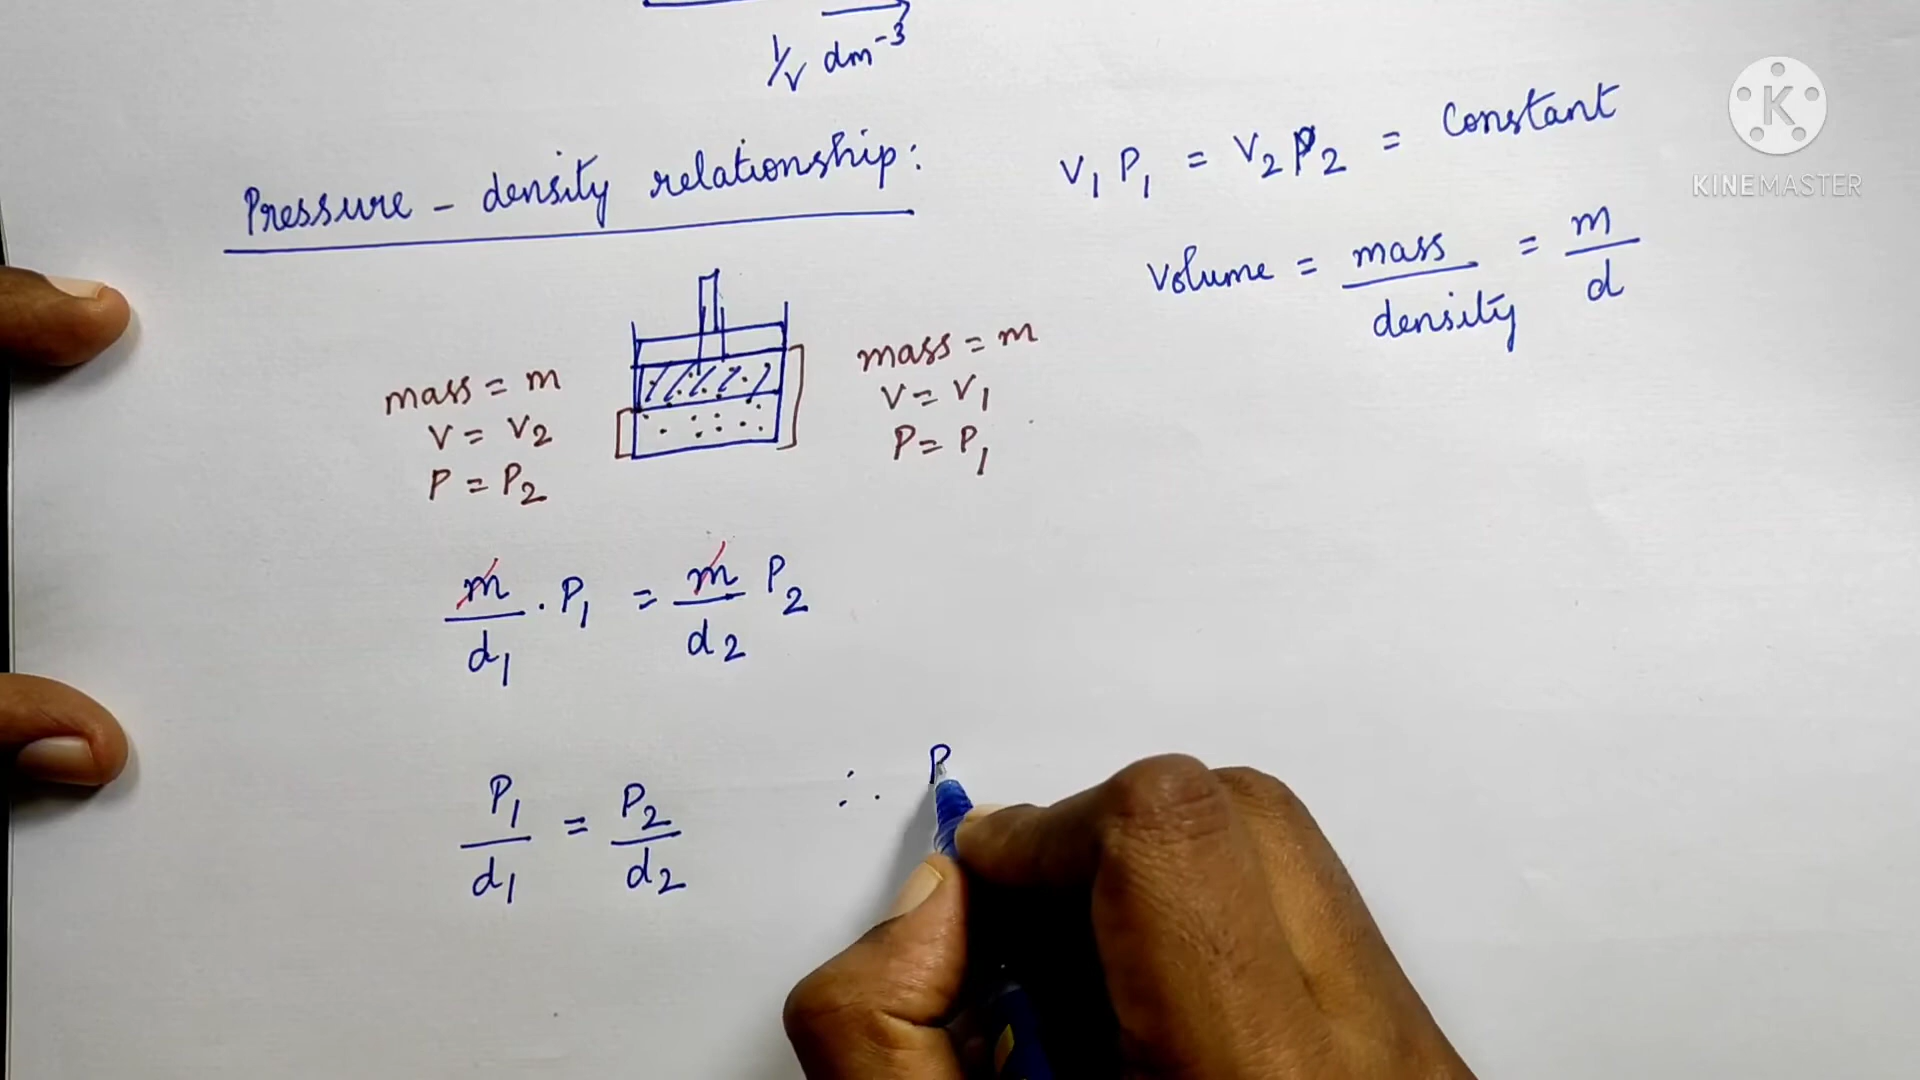 1/V dm⁻³
Pressure - density relationship:
V₁ P₁ = V₂ P₂ = Constant
Volume = mass / density = m / d
mass = m
V = V₂
P = P₂
mass = m
V = V₁
P = P₁
m/d₁ . P₁ = m/d₂ P₂
P₁/d₁ = P₂/d₂
∴ P
K
KINEMASTER